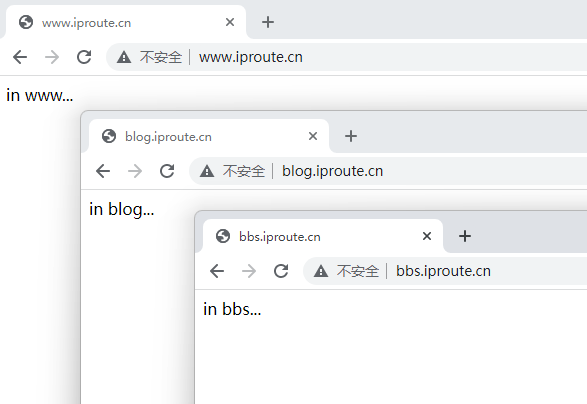 www.iproute.cn
不安全 www.iproute.cn
in www...
blog.iproute.cn
不安全 blog.iproute.cn
in blog...
bbs.iproute.cn
不安全 bbs.iproute.cn
in bbs...